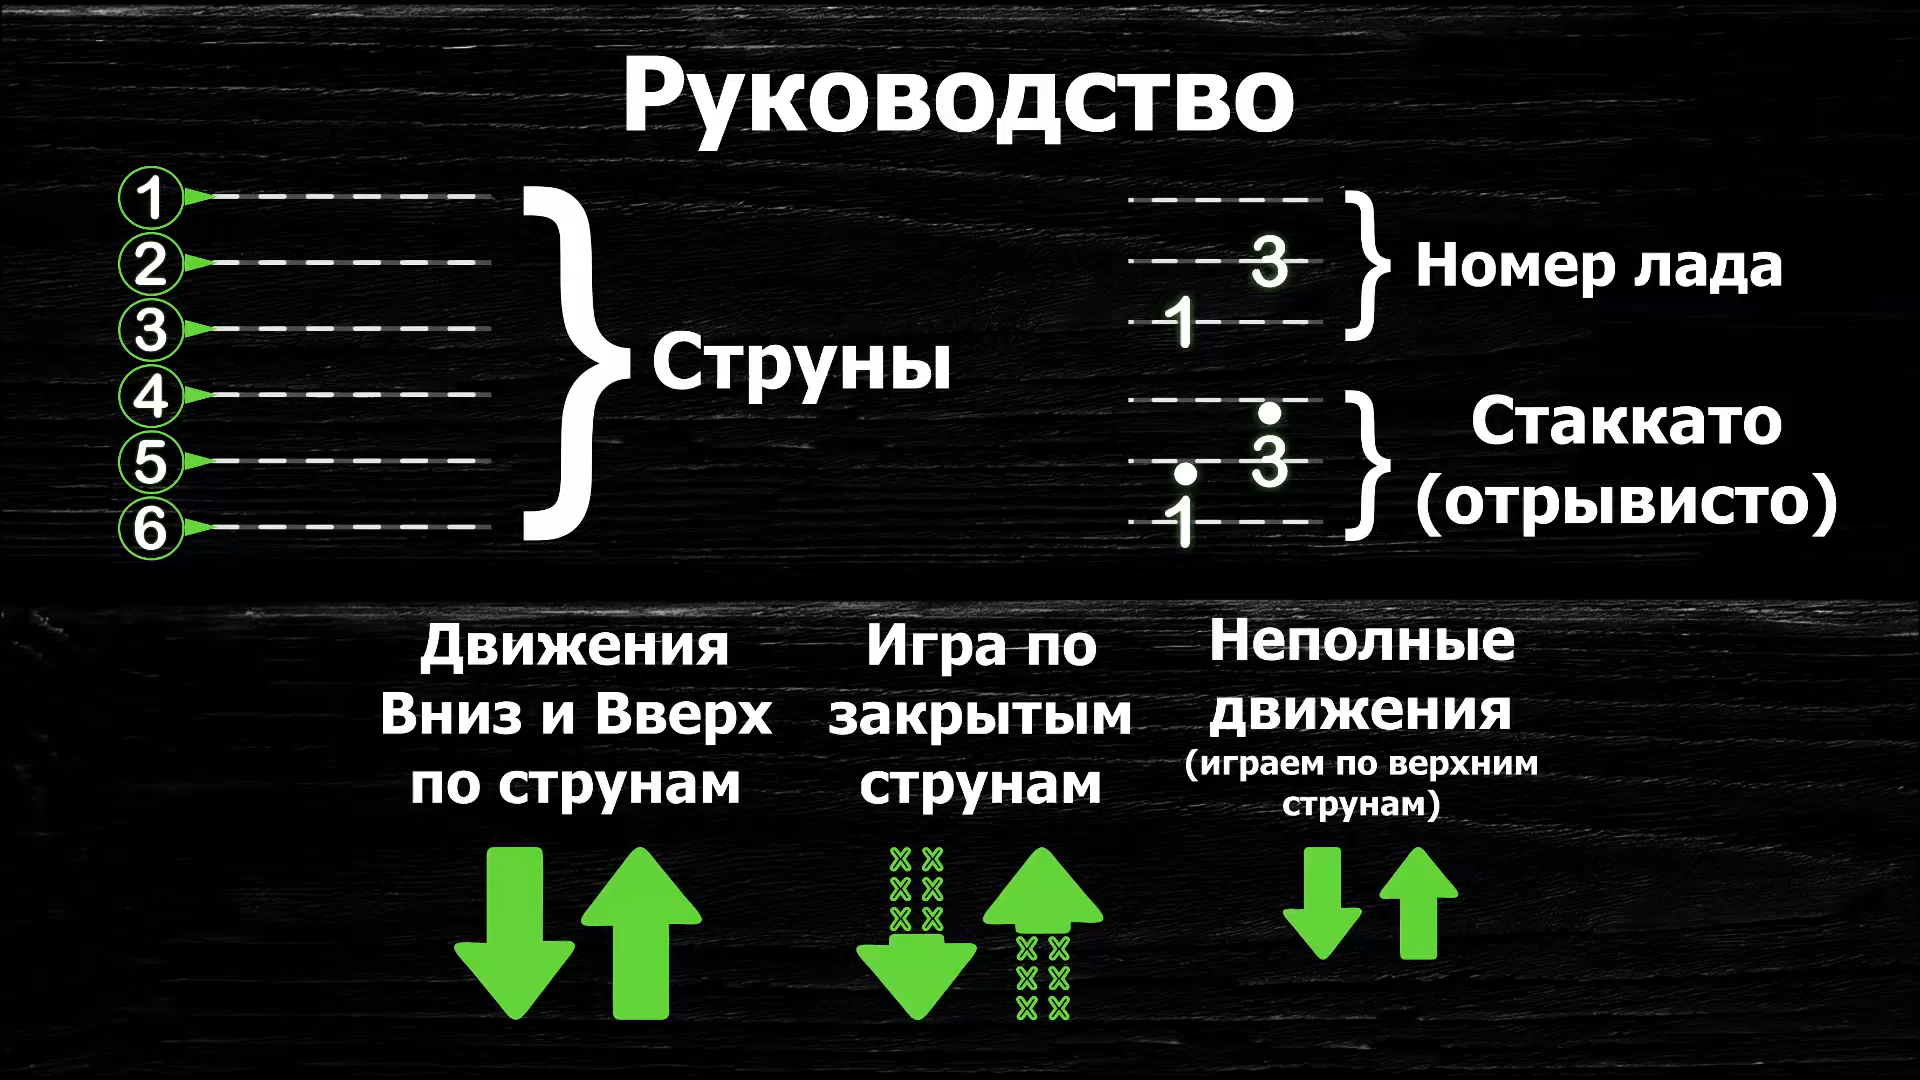 Руководство
1
2
3
4
5
6
Струны
3
1
Номер лада
3
1
Стаккато
(отрывисто)
Движения
Вниз и Вверх
по струнам
Игра по
закрытым
струнам
Неполные
движения
(играем по верхним
струнам)